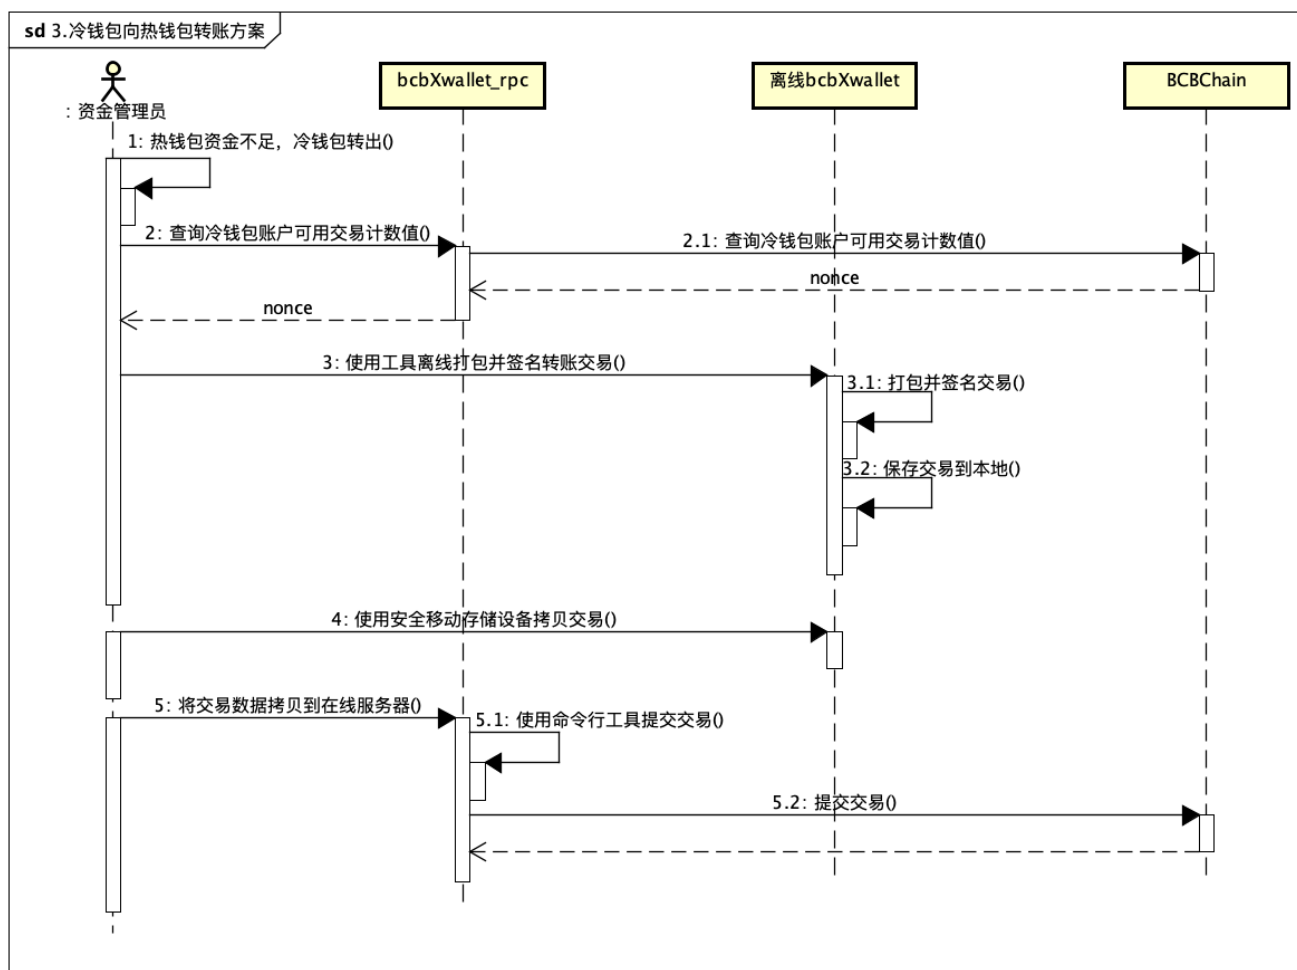 sd 3.冷钱包向热钱包转账方案
bcbXwallet_rpc
离线bcbXwallet
BCBChain
: 资金管理员
1: 热钱包资金不足，冷钱包转出()
2: 查询冷钱包账户可用交易计数值()
2.1: 查询冷钱包账户可用交易计数值()
nonce
nonce
3: 使用工具离线打包并签名转账交易()
3.1: 打包并签名交易()
3.2: 保存交易到本地()
4: 使用安全移动存储设备拷贝交易()
5: 将交易数据拷贝到在线服务器()
5.1: 使用命令行工具提交交易()
5.2: 提交交易()